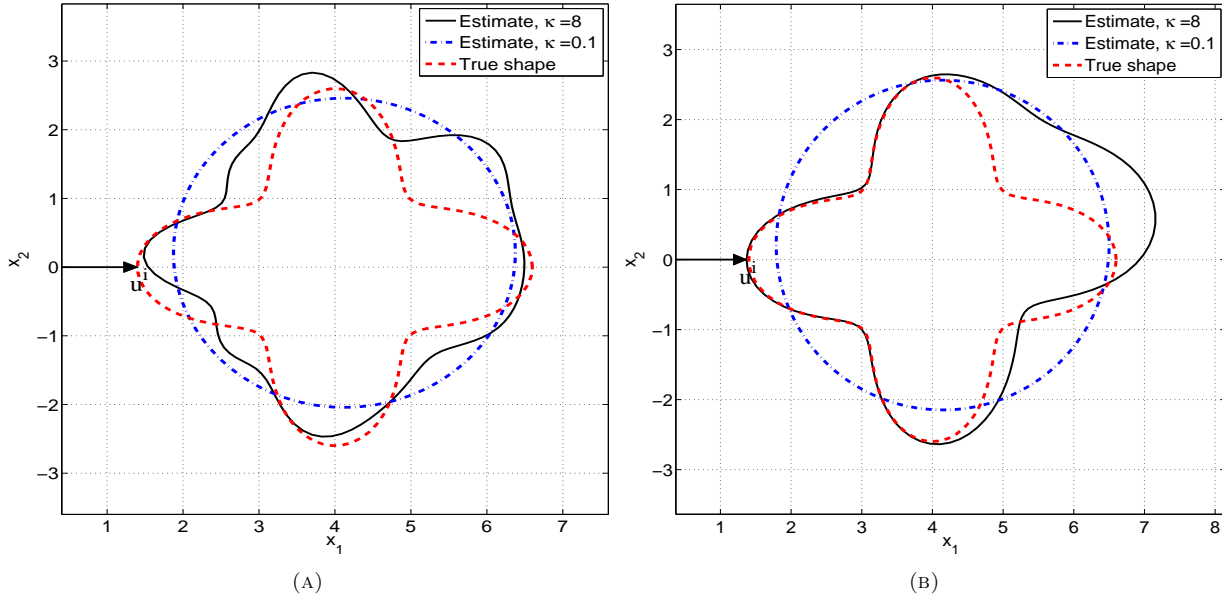 Estimate, κ=8
Estimate, κ=0.1
True shape
3
2
1
0
−1
−2
−3
x2
u^i
1
2
3
4
5
6
7
x1
(A)
Estimate, κ=8
Estimate, κ=0.1
True shape
3
2
1
0
−1
−2
−3
x2
u^i
1
2
3
4
5
6
7
8
x1
(B)